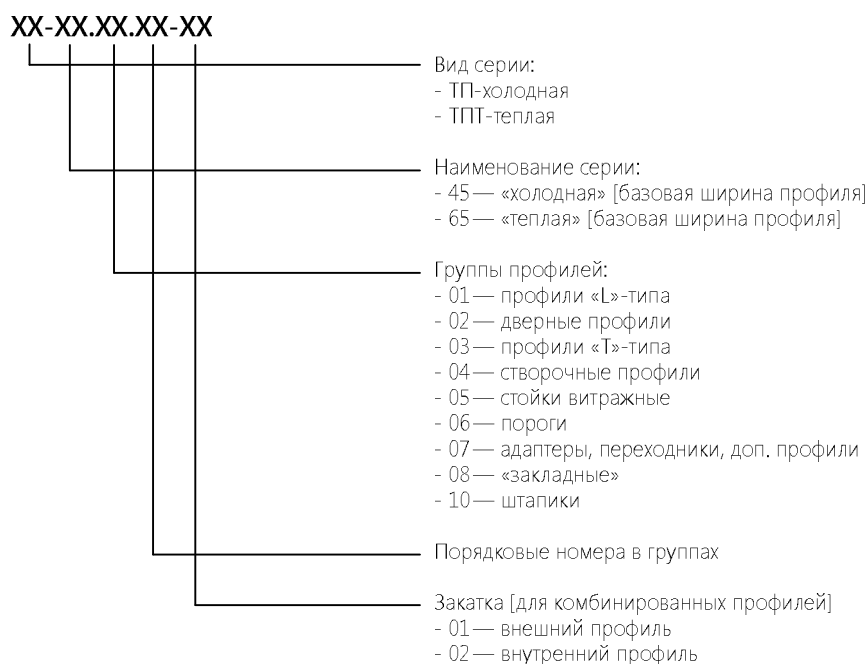 XX-XX.XX.XX-XX
Вид серии:
- ТП-холодная
- ТПТ-теплая
Наименование серии:
- 45— «холодная» [базовая ширина профиля]
- 65— «теплая» [базовая ширина профиля]
Группы профилей:
- 01— профили «L»-типа
- 02— дверные профили
- 03— профили «Т»-типа
- 04— створочные профили
- 05— стойки витражные
- 06— пороги
- 07— адаптеры, переходники, доп. профили
- 08— «закладные»
- 10— штапики
Порядковые номера в группах
Закатка [для комбинированных профилей]
- 01— внешний профиль
- 02— внутренний профиль